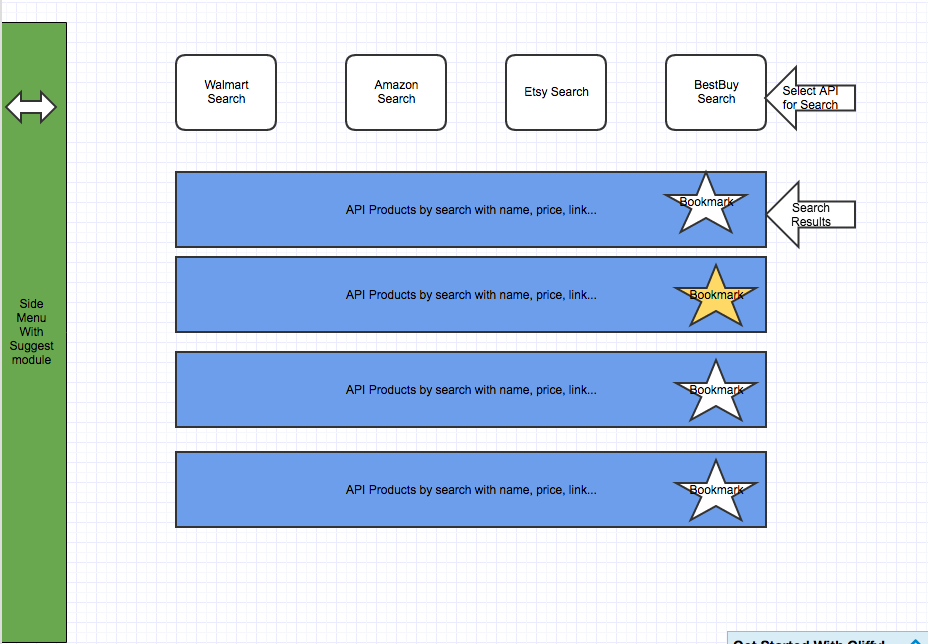 Walmart
Search
Amazon
Search
Etsy Search
BestBuy
Search
Select API
for Search
API Products by search with name, price, link...
Bookmark
Search
Results
API Products by search with name, price, link...
Bookmark
Side
Menu
With
Suggest
module
API Products by search with name, price, link...
Bookmark
API Products by search with name, price, link...
Bookmark
Get Started With Gliffy!